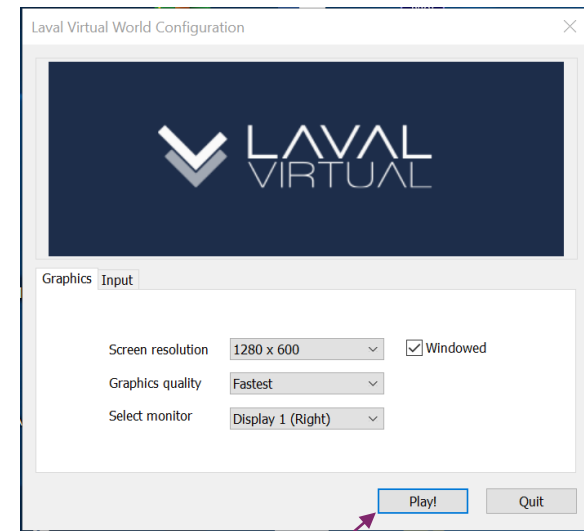 Laval Virtual World Configuration
LAVAL
VIRTUAL
Graphics Input
Screen resolution 1280 x 600 Windowed
Graphics quality Fastest
Select monitor Display 1 (Right)
Play! Quit